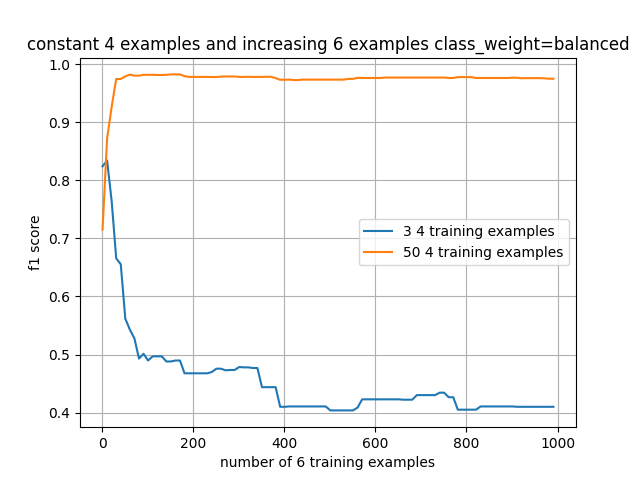 constant 4 examples and increasing 6 examples class_weight=balanced
1.0
0.9
0.8
0.7
0.6
0.5
0.4
f1 score
3 4 training examples
50 4 training examples
0
200
400
600
800
1000
number of 6 training examples